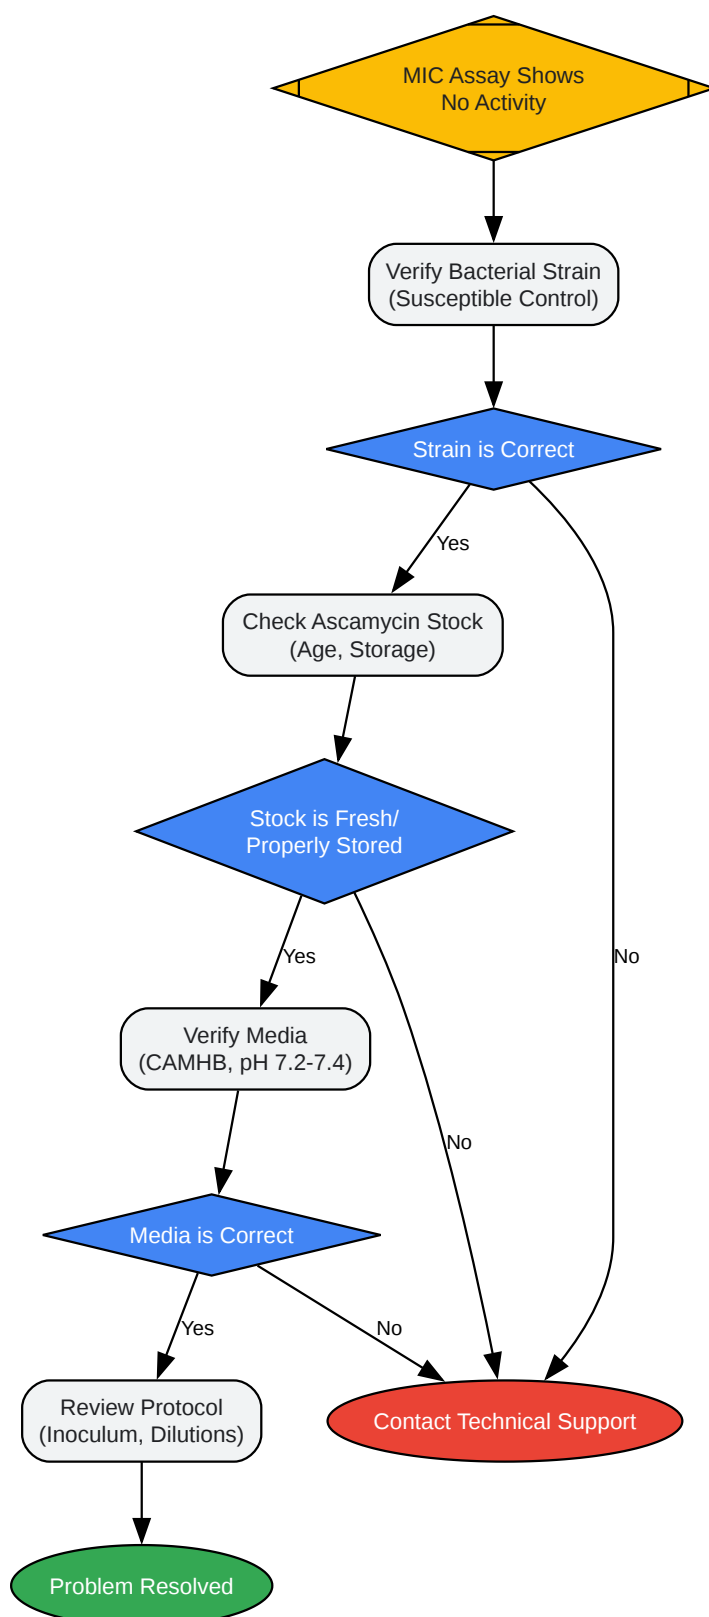 MIC Assay Shows
No Activity
Verify Bacterial Strain
(Susceptible Control)
Strain is Correct
Yes
Check Ascamycin Stock
(Age, Storage)
Stock is Fresh/
Properly Stored
Yes
No
Verify Media
(CAMHB, pH 7.2-7.4)
No
Media is Correct
Yes
No
Review Protocol
(Inoculum, Dilutions)
Contact Technical Support
Problem Resolved